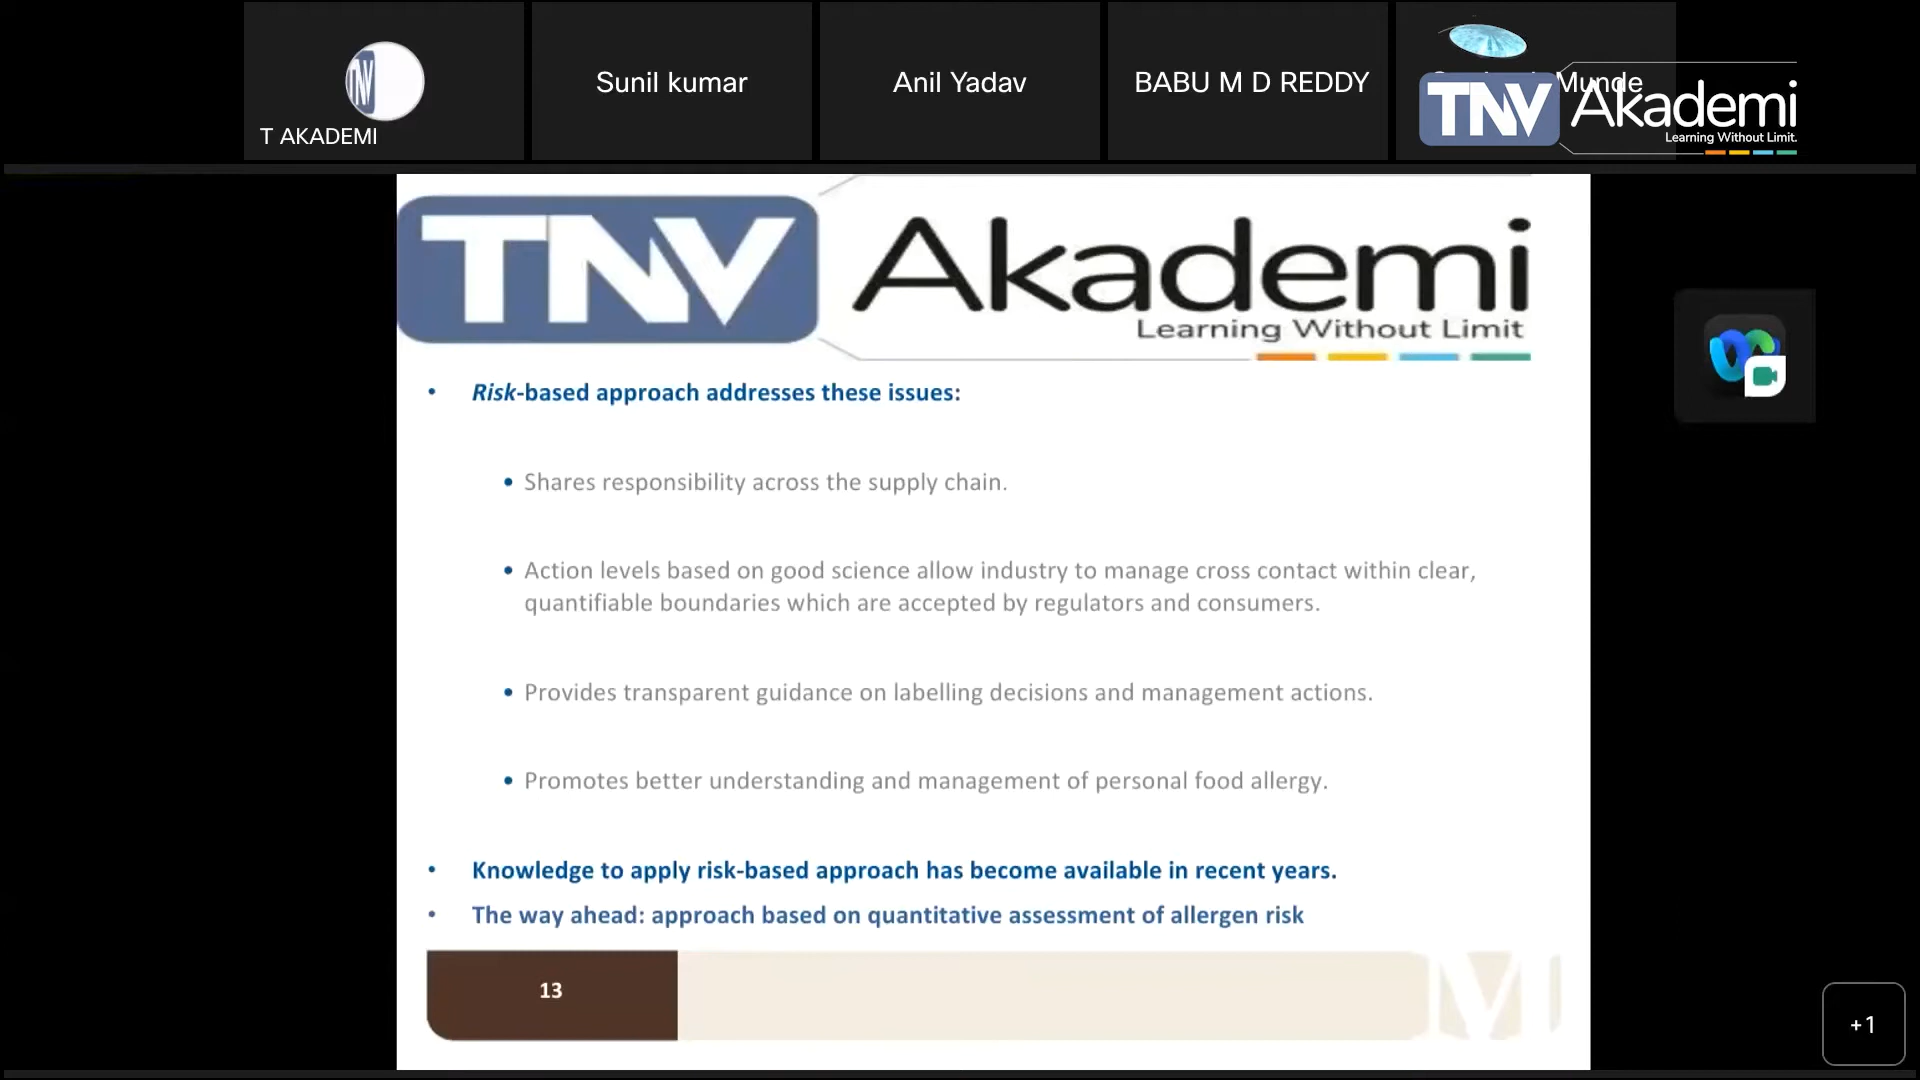 T AKADEMI
Sunil kumar
Anil Yadav
BABU M D REDDY
Munde
TNV Akademi
Learning Without Limit.
TNV Akademi
Learning Without Limit
• Risk-based approach addresses these issues:
• Shares responsibility across the supply chain.
• Action levels based on good science allow industry to manage cross contact within clear,
quantifiable boundaries which are accepted by regulators and consumers.
• Provides transparent guidance on labelling decisions and management actions.
• Promotes better understanding and management of personal food allergy.
• Knowledge to apply risk-based approach has become available in recent years.
• The way ahead: approach based on quantitative assessment of allergen risk
13
+1